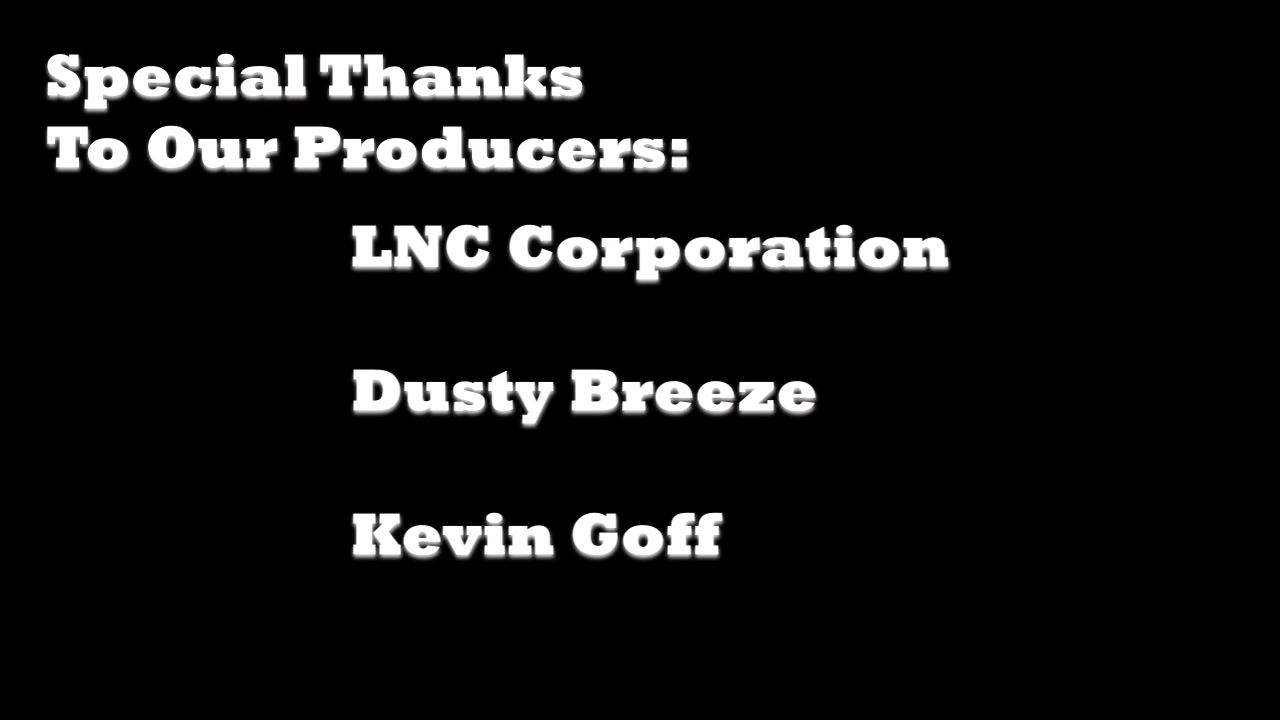 Special Thanks
To Our Producers:
LNC Corporation
Dusty Breeze
Kevin Goff